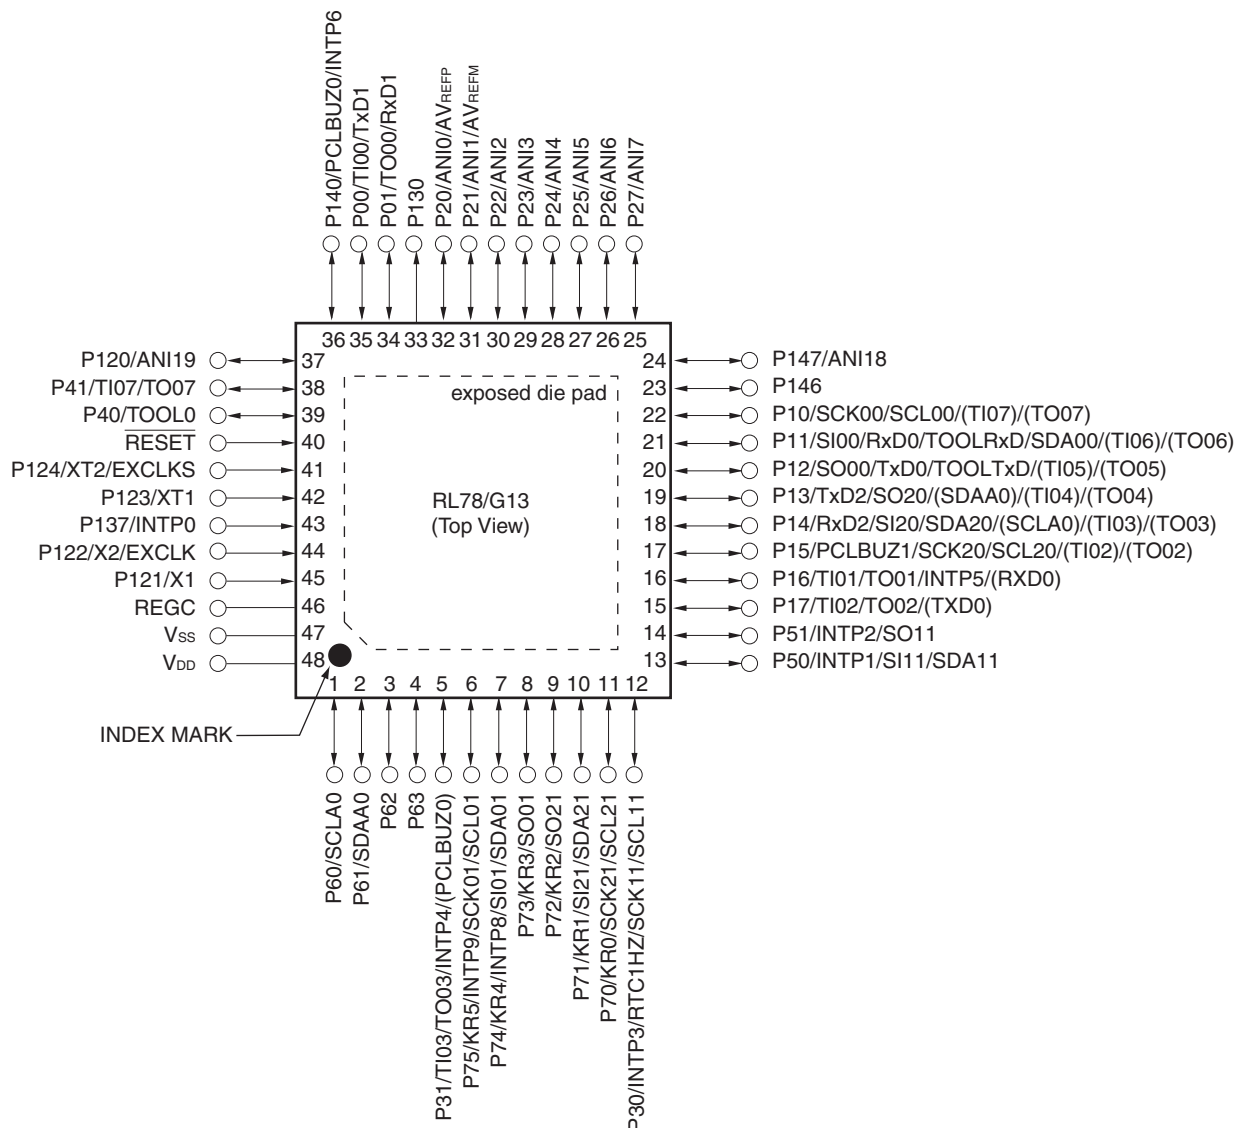 P140/PCLBUZ0/INTP6
P00/TI00/TxD1
P01/TO00/RxD1
P130
P20/ANI0/AVREFP
P21/ANI1/AVREFM
P22/ANI2
P23/ANI3
P24/ANI4
P25/ANI5
P26/ANI6
P27/ANI7
36 35 34 33 32 31 30 29 28 27 26 25
P120/ANI19 37
P41/TI07/TO07 38
P40/TOOL0 39
RESET 40
P124/XT2/EXCLKS 41
P123/XT1 42
P137/INTP0 43
P122/X2/EXCLK 44
P121/X1 45
REGC 46
VSS 47
VDD 48
exposed die pad
RL78/G13
(Top View)
24 P147/ANI18
23 P146
22 P10/SCK00/SCL00/(TI07)/(TO07)
21 P11/SI00/RxD0/TOOLRxD/SDA00/(TI06)/(TO06)
20 P12/SO00/TxD0/TOOLTxD/(TI05)/(TO05)
19 P13/TxD2/SO20/(SDAA0)/(TI04)/(TO04)
18 P14/RxD2/SI20/SDA20/(SCLA0)/(TI03)/(TO03)
17 P15/PCLBUZ1/SCK20/SCL20/(TI02)/(TO02)
16 P16/TI01/TO01/INTP5/(RXD0)
15 P17/TI02/TO02/(TXD0)
14 P51/INTP2/SO11
13 P50/INTP1/SI11/SDA11
1 2 3 4 5 6 7 8 9 10 11 12
INDEX MARK
P60/SCLA0
P61/SDAA0
P62
P63
P31/TI03/TO03/INTP4/(PCLBUZ0)
P75/KR5/INTP9/SCK01/SCL01
P74/KR4/INTP8/SI01/SDA01
P73/KR3/SO01
P72/KR2/SO21
P71/KR1/SI21/SDA21
P70/KR0/SCK21/SCL21
P30/INTP3/RTC1HZ/SCK11/SCL11